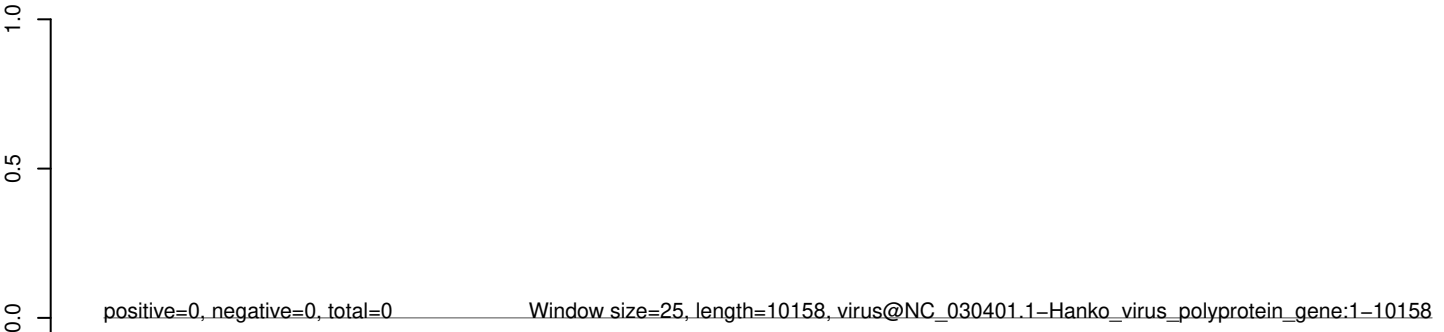 1.0
0.5
0.0
positive=0, negative=0, total=0 Window size=25, length=10158, virus@NC_030401.1−Hanko_virus_polyprotein_gene:1−10158